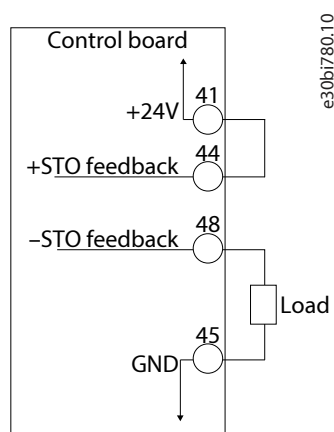 Control board
41
+24V
44
+STO feedback
48
–STO feedback
Load
45
GND
e30bi780.10